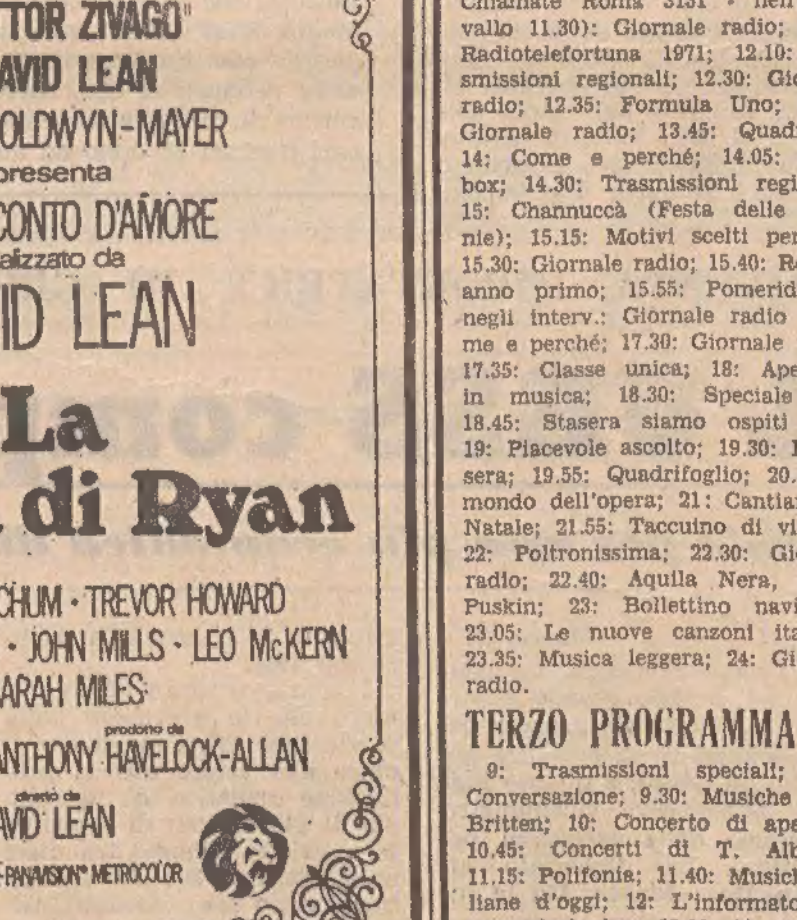 TTOR ZIVAGO"
AVID LEAN
OLDWYN-MAYER
presenta
CONTO D'AMORE
alizzato da
ID LEAN
La
di Ryan
CHUM • TREVOR HOWARD
• JOHN MILLS • LEO McKERN
ARAH MILES
prodotto da
ANTHONY HAVELOCK-ALLAN
diretto da
AVID LEAN
PANAVISION® METROCOLOR
Chiamate Roma 3131 - nell
vallo 11.30): Giornale radio;
Radiotelefortuna 1971; 12.10:
smissioni regionali; 12.30: Gio
radio; 12.35: Formula Uno;
Giornale radio; 13.45: Quadr
14: Come e perché; 14.05:
box; 14.30: Trasmissioni regi
15: Channuccà (Festa delle
nie); 15.15: Motivi scelti per
15.30: Giornale radio; 15.40: R
anno primo; 15.55: Pomerid
negli interv.: Giornale radio
me e perché; 17.30: Giornale
17.35: Classe unica; 18: Ape
in musica; 18.30: Speciale
18.45: Stasera siamo ospiti
19: Piacevole ascolto; 19.30:
sera; 19.55: Quadrifoglio; 20.
mondo dell'opera; 21: Cantia
Natale; 21.55: Taccuino di vi
22: Poltronissima; 22.30: Gio
radio; 22.40: Aquila Nera,
Puskin; 23: Bollettino navi
23.05: Le nuove canzoni ita
23.35: Musica leggera; 24: Gi
radio.
TERZO PROGRAMMA
9: Trasmissioni speciali;
Conversazione; 9.30: Musiche
Britten; 10: Concerto di ape
10.45: Concerti di T. Alb
11.15: Polifonia; 11.40: Musich
liane d'oggi; 12: L'informato